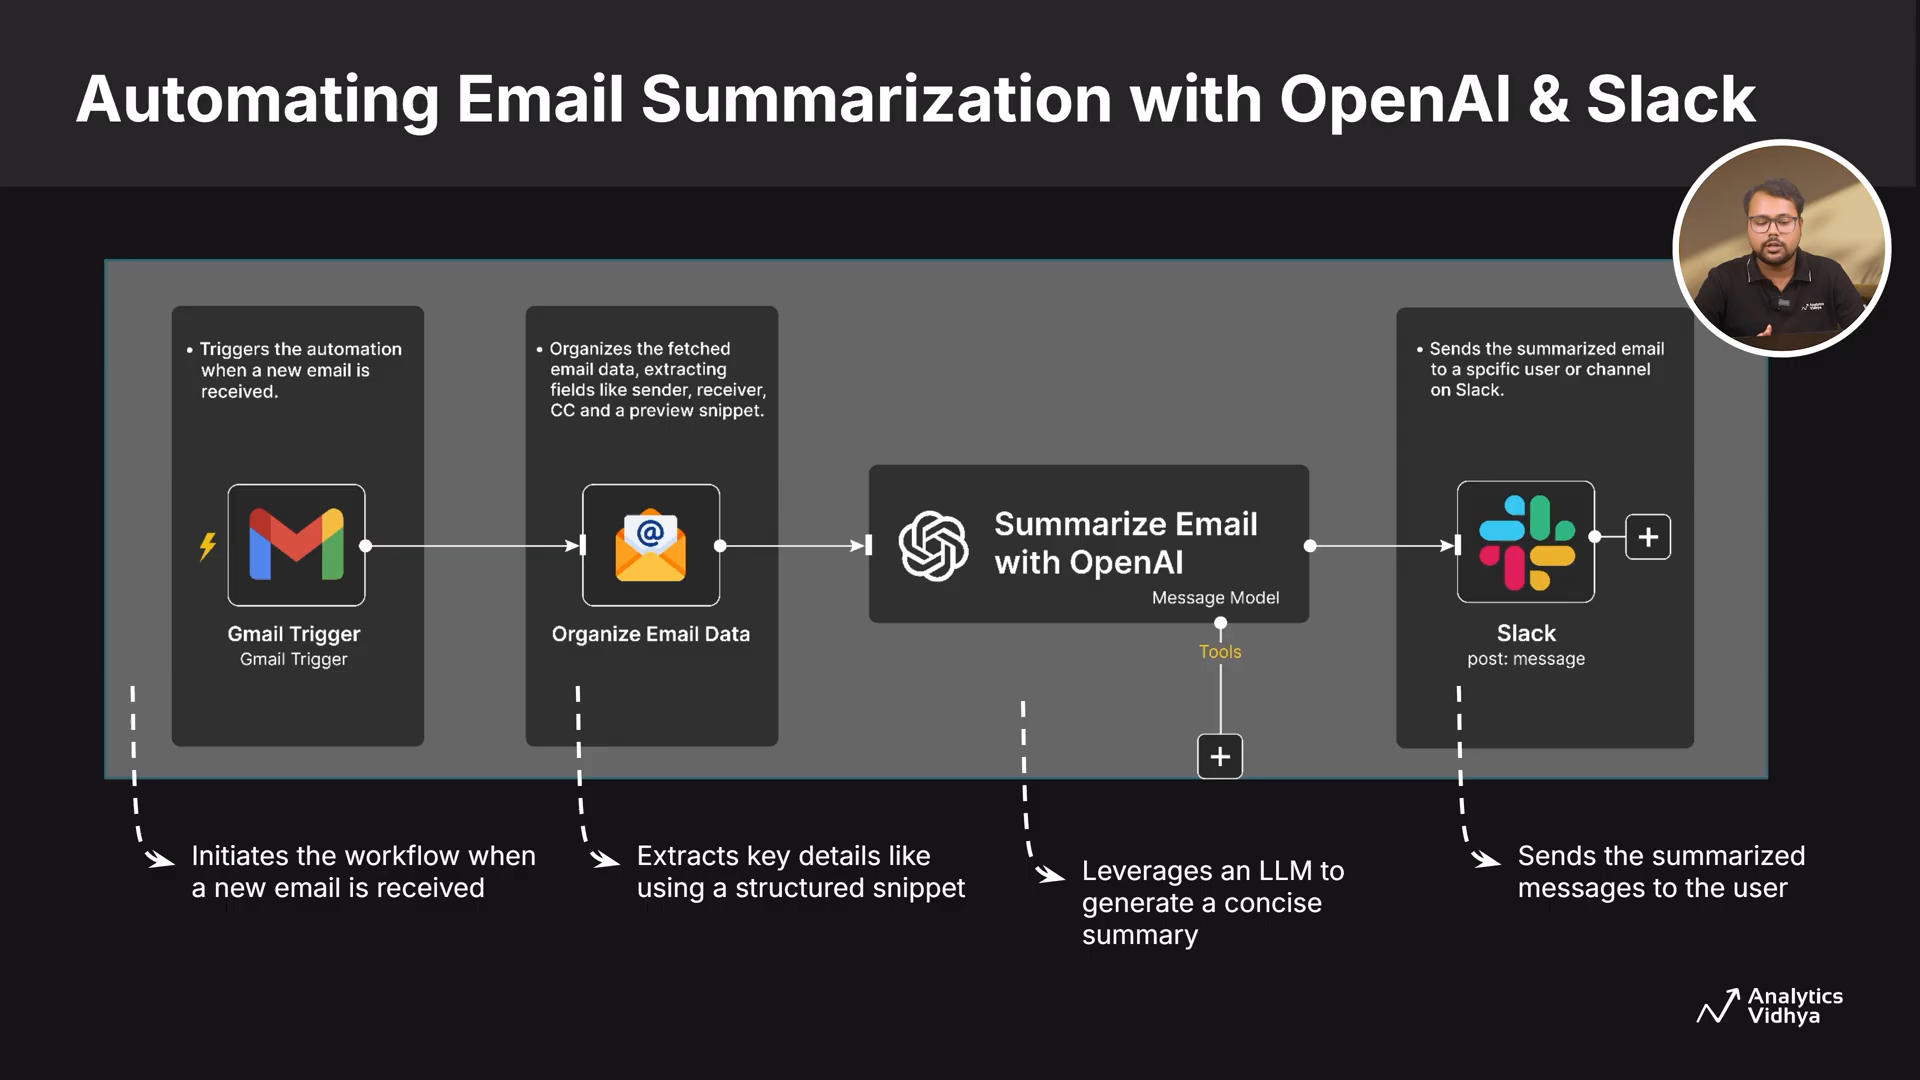 Automating Email Summarization with OpenAI & Slack
• Triggers the automation
when a new email is
received.
Gmail Trigger
Gmail Trigger
• Organizes the fetched
email data, extracting
fields like sender, receiver,
CC and a preview snippet.
@
Organize Email Data
Summarize Email
with OpenAI
Message Model
Tools
+
• Sends the summarized email
to a spcific user or channel
on Slack.
+
Slack
post: message
Initiates the workflow when
a new email is received
Extracts key details like
using a structured snippet
Leverages an LLM to
generate a concise
summary
Sends the summarized
messages to the user
Analytics
Vidhya
Analytics
Vidhya